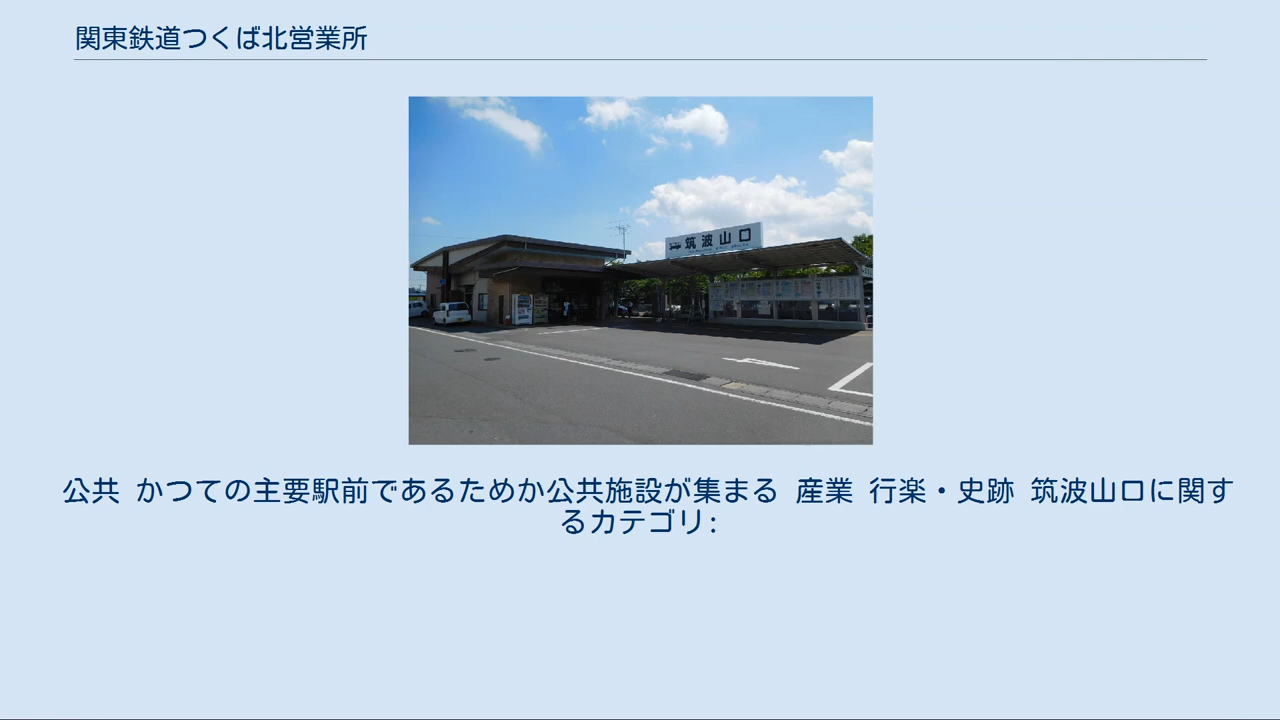 関東鉄道つくば北営業所
筑波山口
公共 かつての主要駅前であるためか公共施設が集まる 産業 行楽・史跡 筑波山口に関す
るカテゴリ: